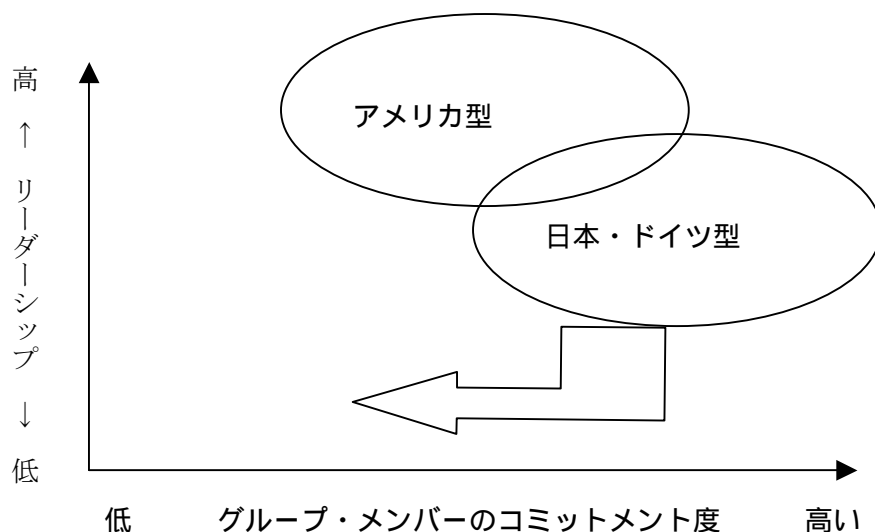 高 ↑ リーダーシップ ↓ 低
アメリカ型
日本・ドイツ型
低 グループ・メンバーのコミットメント度 高い